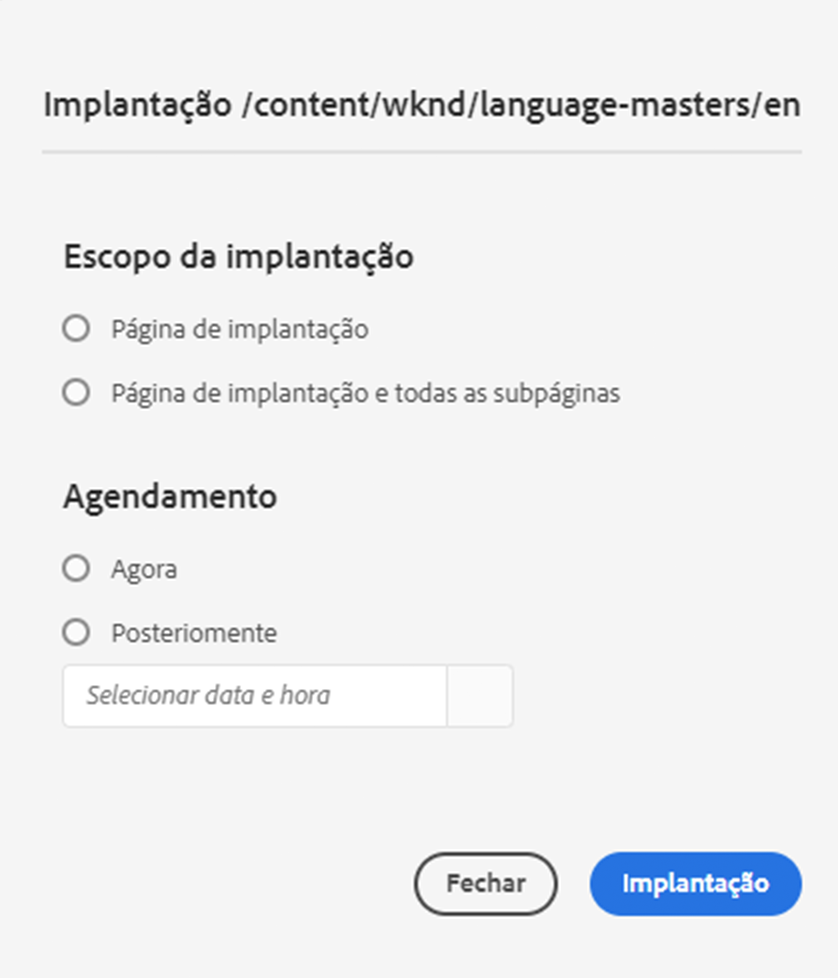 Implantação /content/wknd/language-masters/en
Escopo da implantação
Página de implantação
Página de implantação e todas as subpáginas
Agendamento
Agora
Posteriomente
Selecionar data e hora
Fechar
Implantação